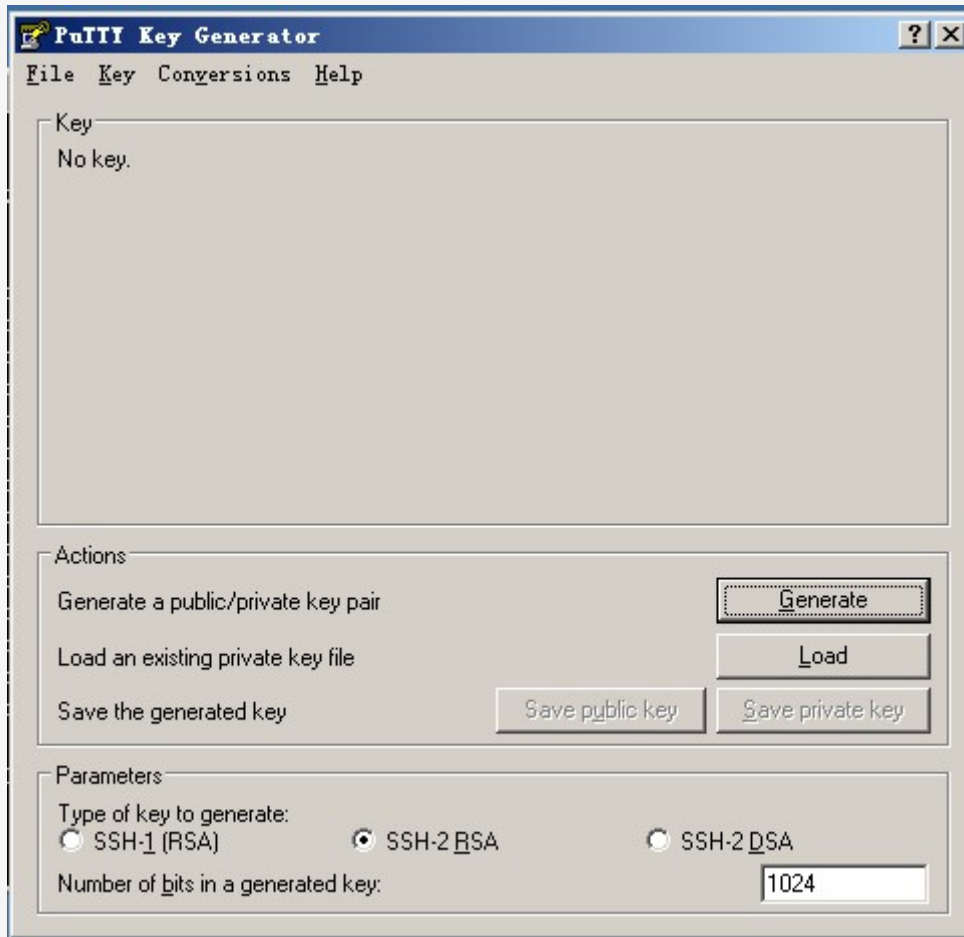 PuTTY Key Generator
File Key Conversions Help
Key
No key.
Actions
Generate a public/private key pair Generate
Load an existing private key file Load
Save the generated key Save public key Save private key
Parameters
Type of key to generate:
SSH-1 (RSA) SSH-2 RSA SSH-2 DSA
Number of bits in a generated key: 1024